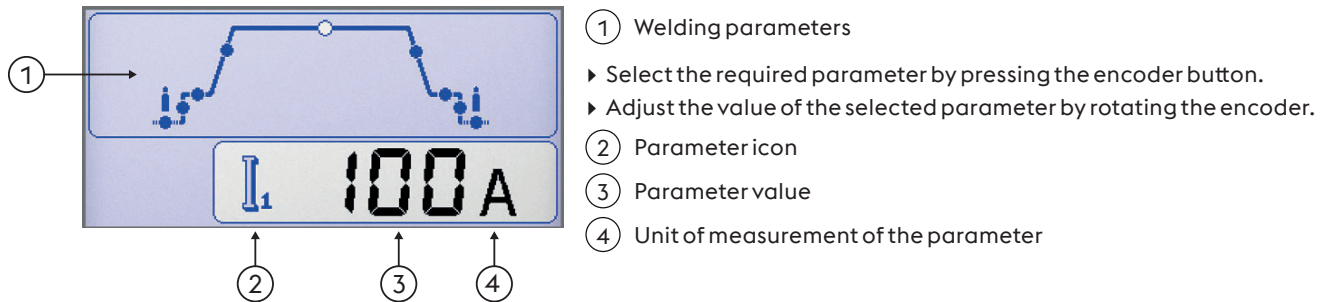 1 Welding parameters
▸ Select the required parameter by pressing the encoder button.
▸ Adjust the value of the selected parameter by rotating the encoder.
2 Parameter icon
3 Parameter value
4 Unit of measurement of the parameter
1
I1 100 A
2 3 4